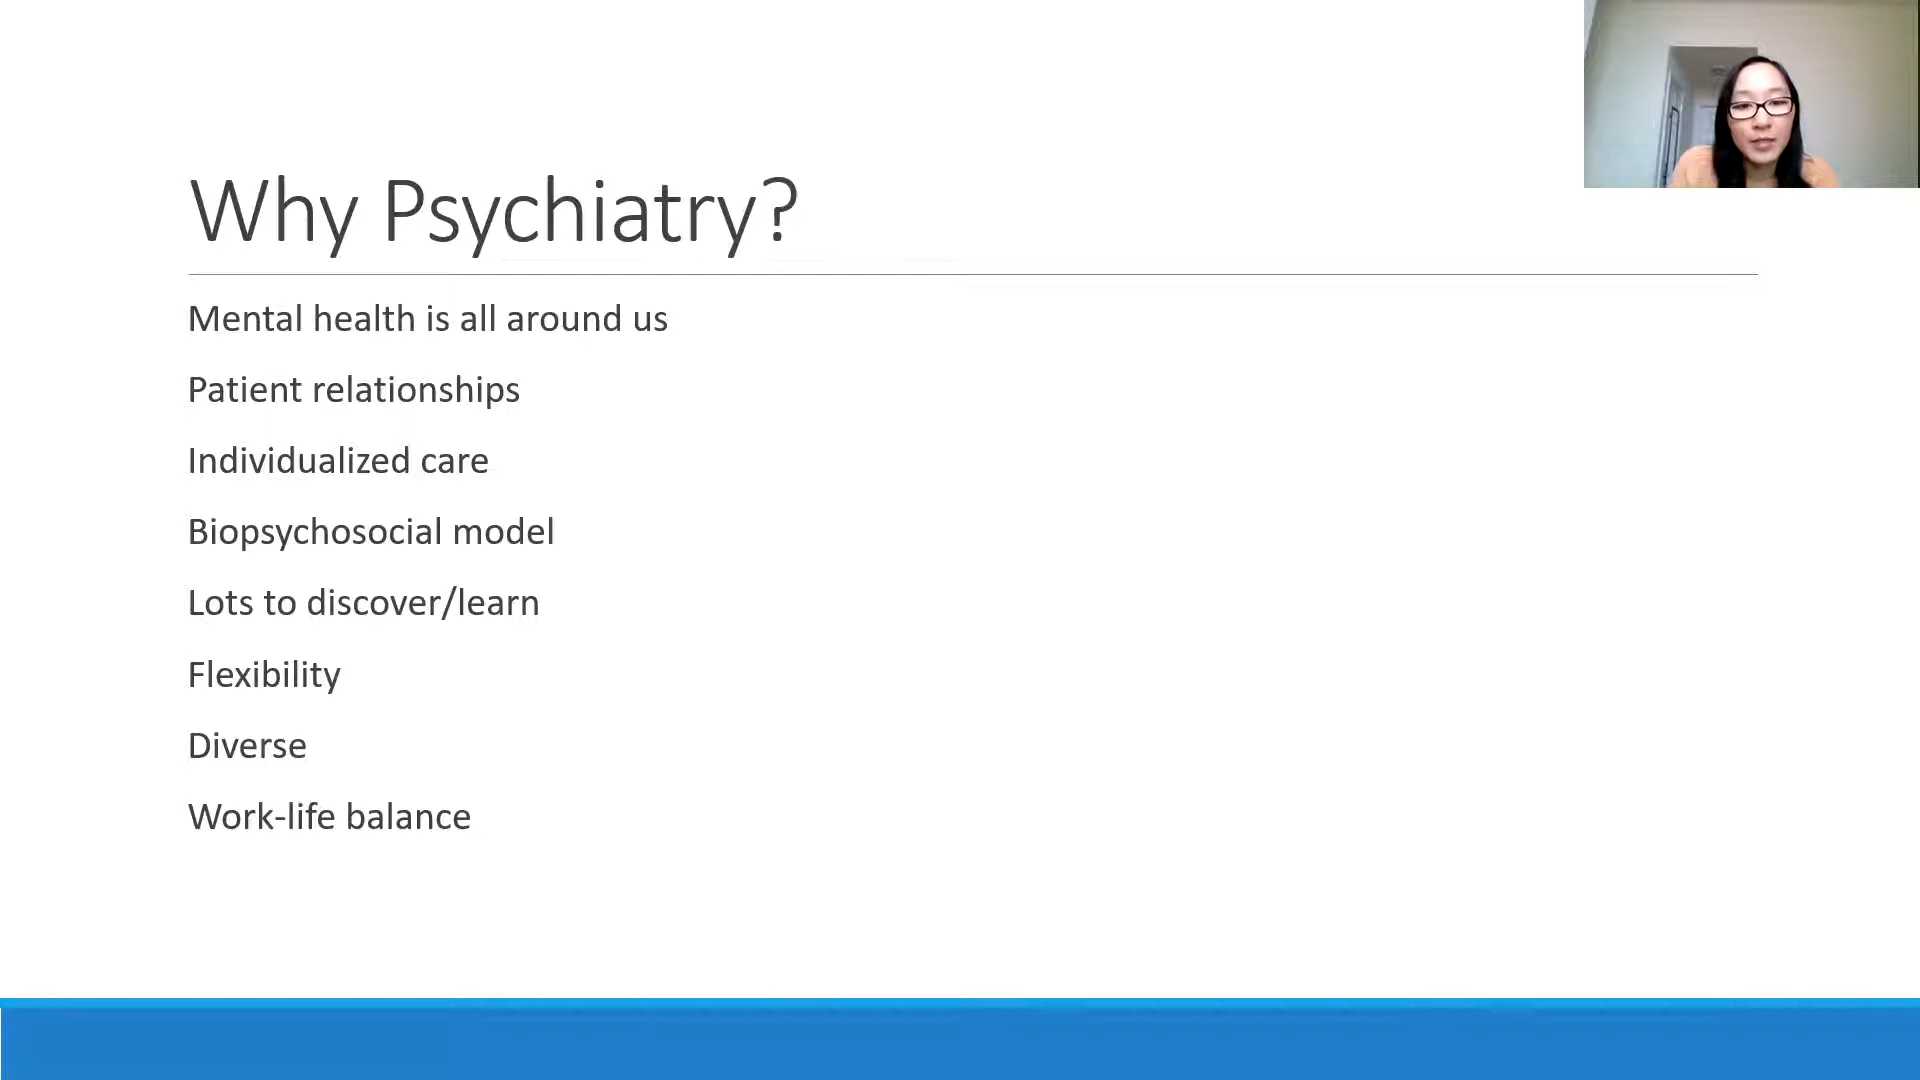 Why Psychiatry?
Mental health is all around us
Patient relationships
Individualized care
Biopsychosocial model
Lots to discover/learn
Flexibility
Diverse
Work-life balance